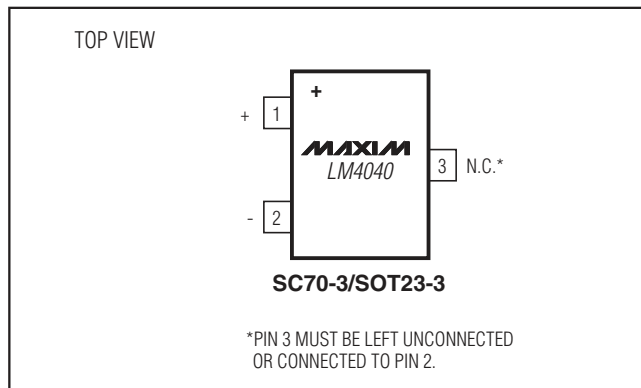 TOP VIEW
+
+ 1
MAXIM
LM4040
3 N.C.*
- 2
SC70-3/SOT23-3
*PIN 3 MUST BE LEFT UNCONNECTED
OR CONNECTED TO PIN 2.